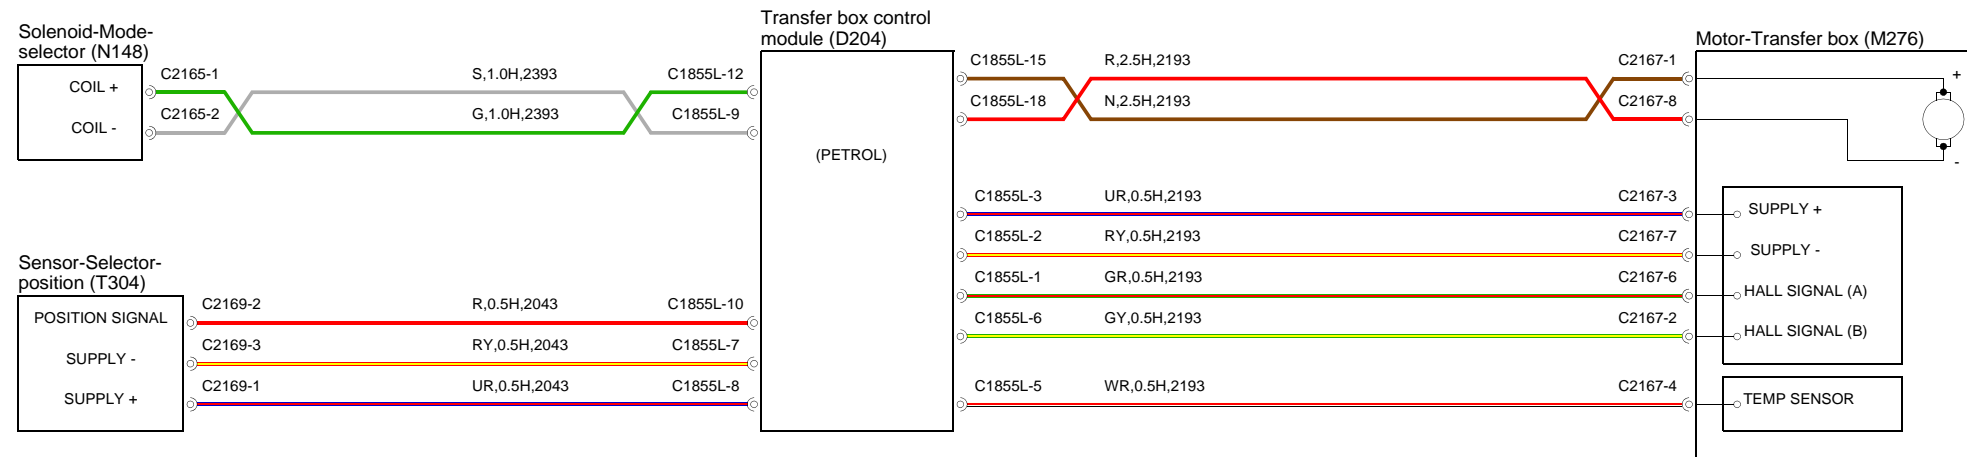 Solenoid-Mode-
selector (N148)
COIL +
COIL -
C2165-1 S,1.0H,2393 C1855L-12
C2165-2 G,1.0H,2393 C1855L-9
Sensor-Selector-
position (T304)
POSITION SIGNAL
SUPPLY -
SUPPLY +
C2169-2 R,0.5H,2043 C1855L-10
C2169-3 RY,0.5H,2043 C1855L-7
C2169-1 UR,0.5H,2043 C1855L-8
Transfer box control
module (D204)
(PETROL)
C1855L-15 R,2.5H,2193 C2167-1
C1855L-18 N,2.5H,2193 C2167-8
C1855L-3 UR,0.5H,2193 C2167-3
C1855L-2 RY,0.5H,2193 C2167-7
C1855L-1 GR,0.5H,2193 C2167-6
C1855L-6 GY,0.5H,2193 C2167-2
C1855L-5 WR,0.5H,2193 C2167-4
Motor-Transfer box (M276)
+
-
SUPPLY +
SUPPLY -
HALL SIGNAL (A)
HALL SIGNAL (B)
TEMP SENSOR